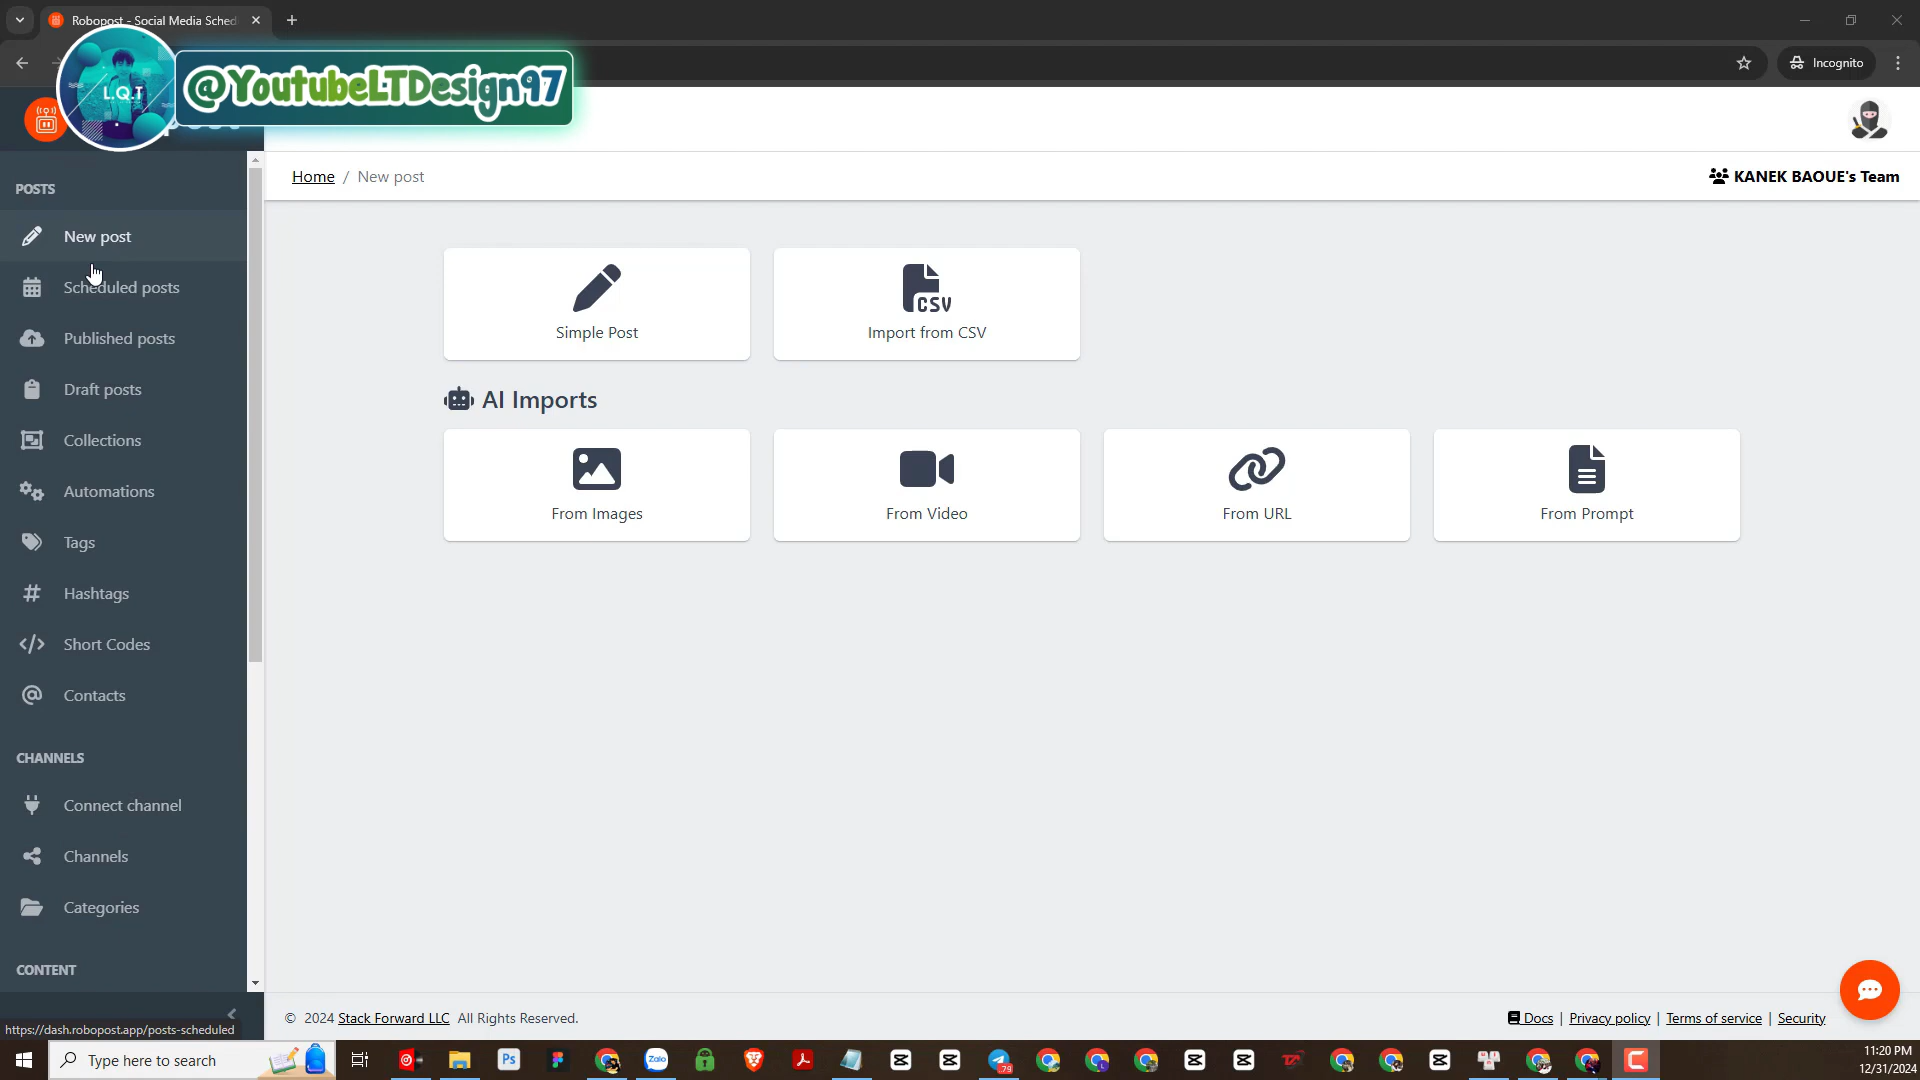 Robopost - Social Media Sched
Incognito
L.Q.T
@YoutubeLTDesign97
POSTS
New post
Scheduled posts
Published posts
Draft posts
Collections
Automations
Tags
Hashtags
Short Codes
Contacts
CHANNELS
Connect channel
Channels
Categories
CONTENT
Home / New post
KANEK BAOUE's Team
Simple Post
CSV
Import from CSV
AI Imports
From Images
From Video
From URL
From Prompt
© 2024 Stack Forward LLC All Rights Reserved.
Docs | Privacy policy | Terms of service | Security
https://dash.robopost.app/posts-scheduled
Type here to search
Ps
Zalo
79
11:20 PM
12/31/2024